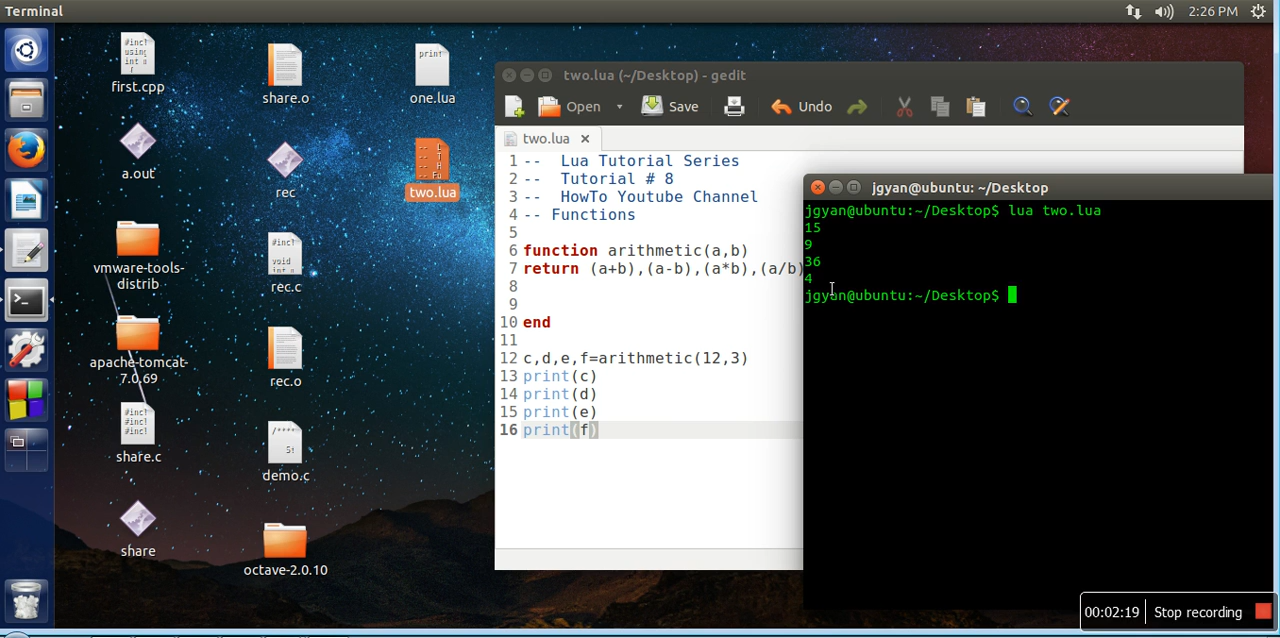 Terminal
2:26 PM
first.cpp
share.o
one.lua
a.out
rec
two.lua
vmware-tools-
distrib
rec.c
apache-tomcat-
7.0.69
rec.o
share.c
demo.c
share
octave-2.0.10
two.lua (~/Desktop) - gedit
Open
Save
Undo
two.lua
1 --  Lua Tutorial Series
2 --  Tutorial # 8
3 --  HowTo Youtube Channel
4 -- Functions
5
6 function arithmetic(a,b)
7 return (a+b),(a-b),(a*b),(a/b)
8
9
10 end
11
12 c,d,e,f=arithmetic(12,3)
13 print(c)
14 print(d)
15 print(e)
16 print(f)
jgyan@ubuntu: ~/Desktop
jgyan@ubuntu:~/Desktop$ lua two.lua
15
9
36
4
jgyan@ubuntu:~/Desktop$
00:02:19 Stop recording